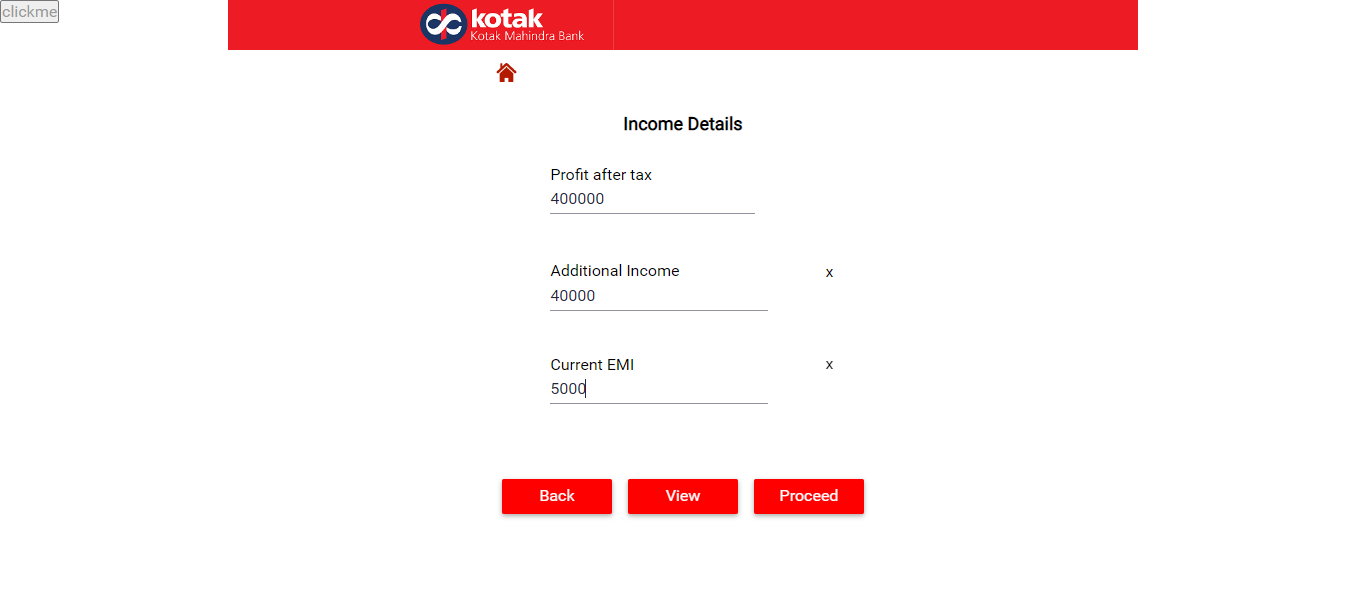 clickme
kotak
Kotak Mahindra Bank
Income Details
Profit after tax
400000
Additional Income x
40000
Current EMI x
5000
Back View Proceed